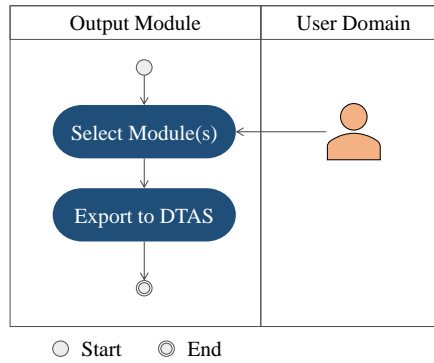 Output Module
User Domain
Select Module(s)
Export to DTAS
Start
End